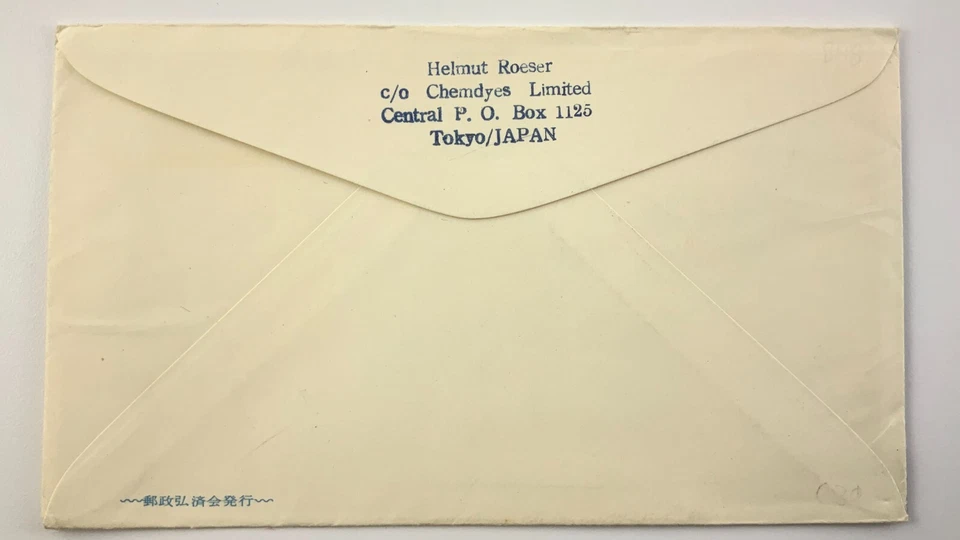 Helmut Roeser
c/o Chemdyes Limited
Central P. O. Box 1125
Tokyo/JAPAN
〰郵政弘済会発行〰